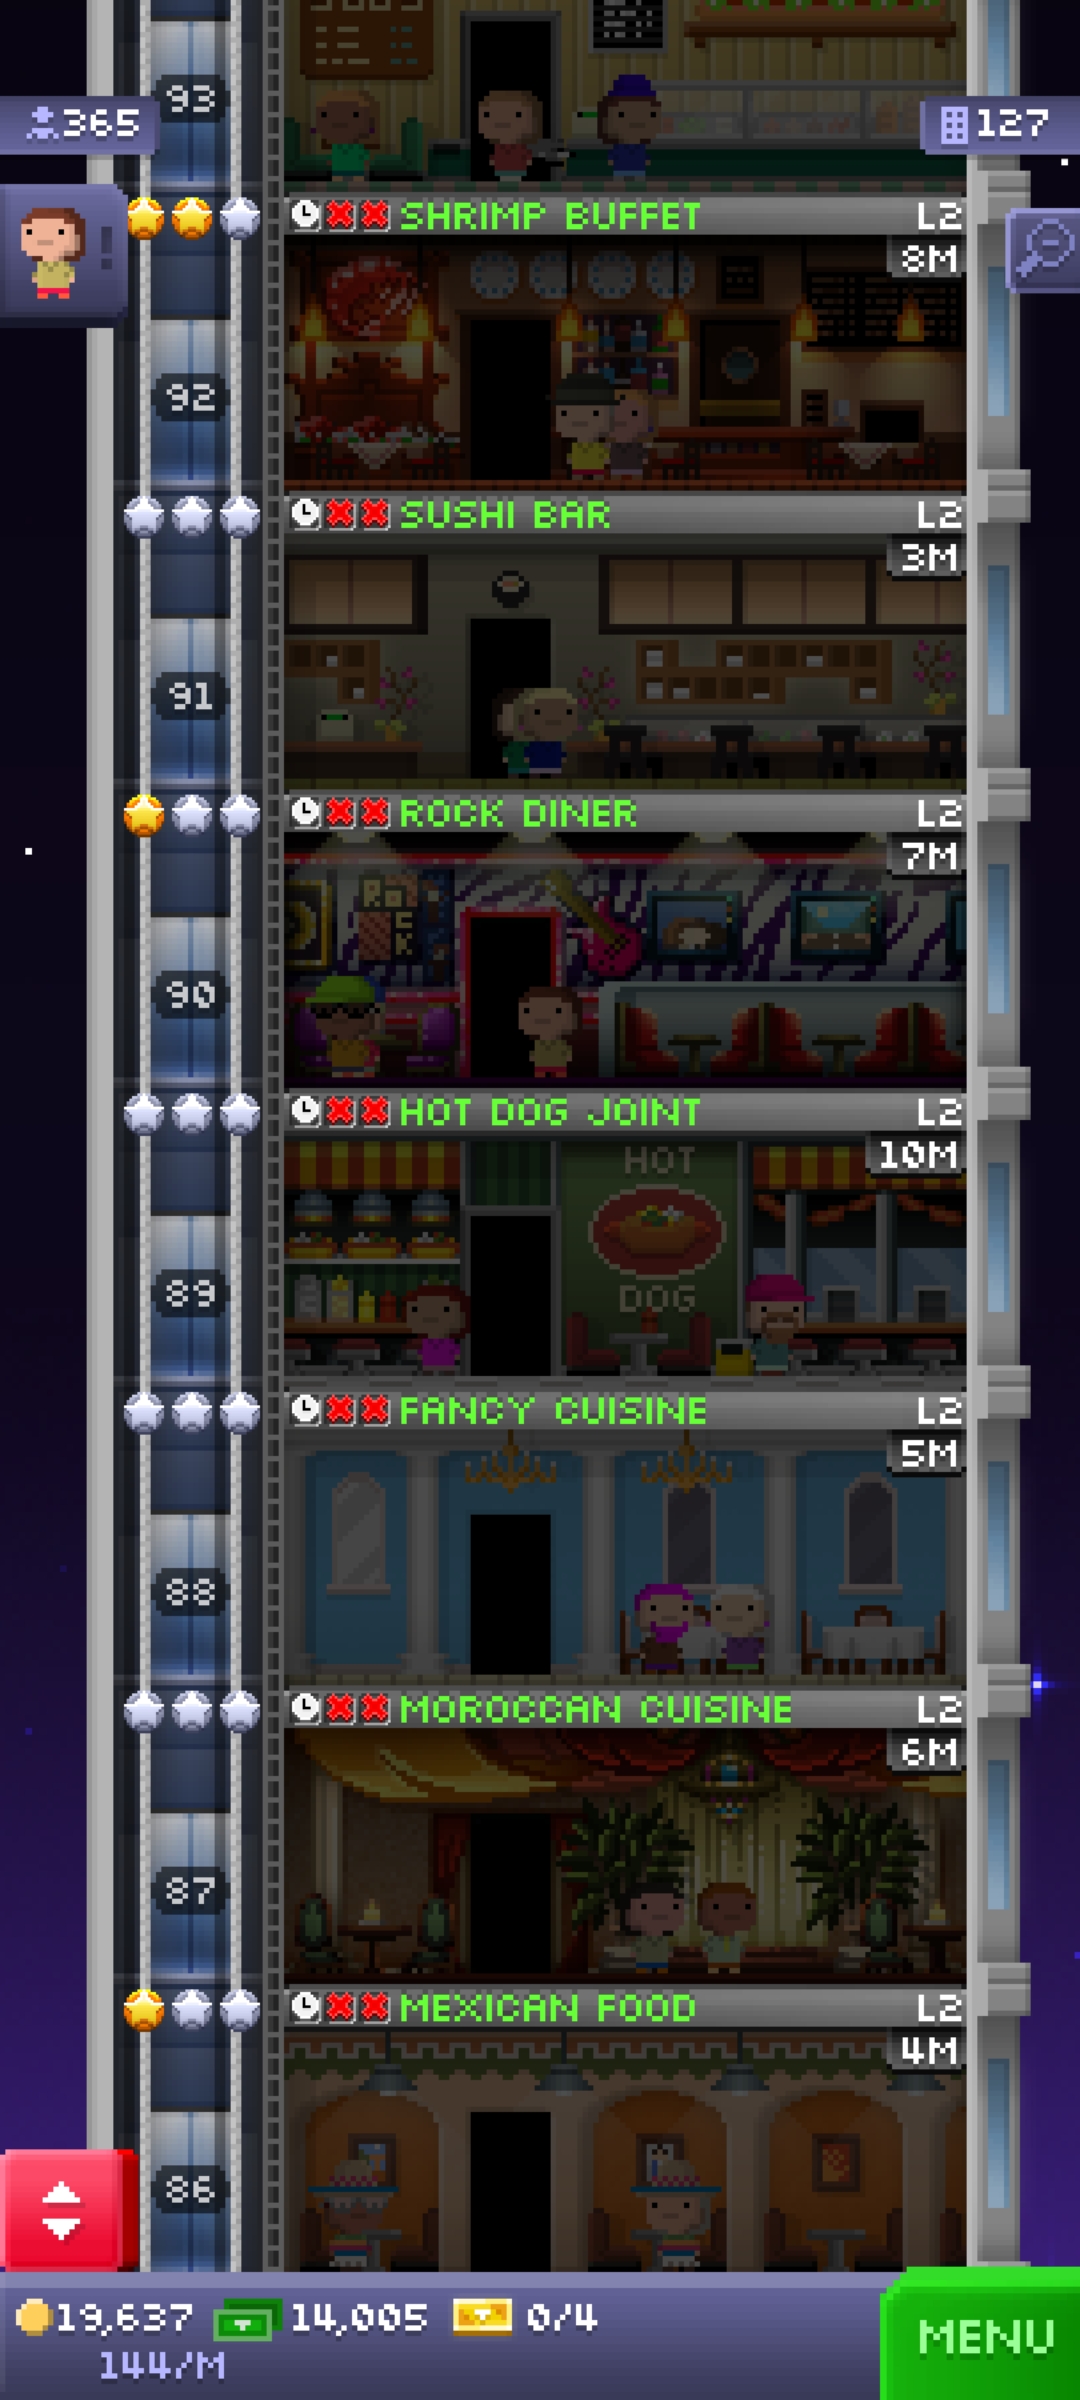 93
365
127
SHRIMP BUFFET L2
8M
92
SUSHI BAR L2
3M
91
ROCK DINER L2
7M
90
HOT DOG JOINT L2
10M
HOT
DOG
89
FANCY CUISINE L2
5M
88
MOROCCAN CUISINE L2
6M
87
MEXICAN FOOD L2
4M
86
19,637 14,005 0/4
144/M
MENU